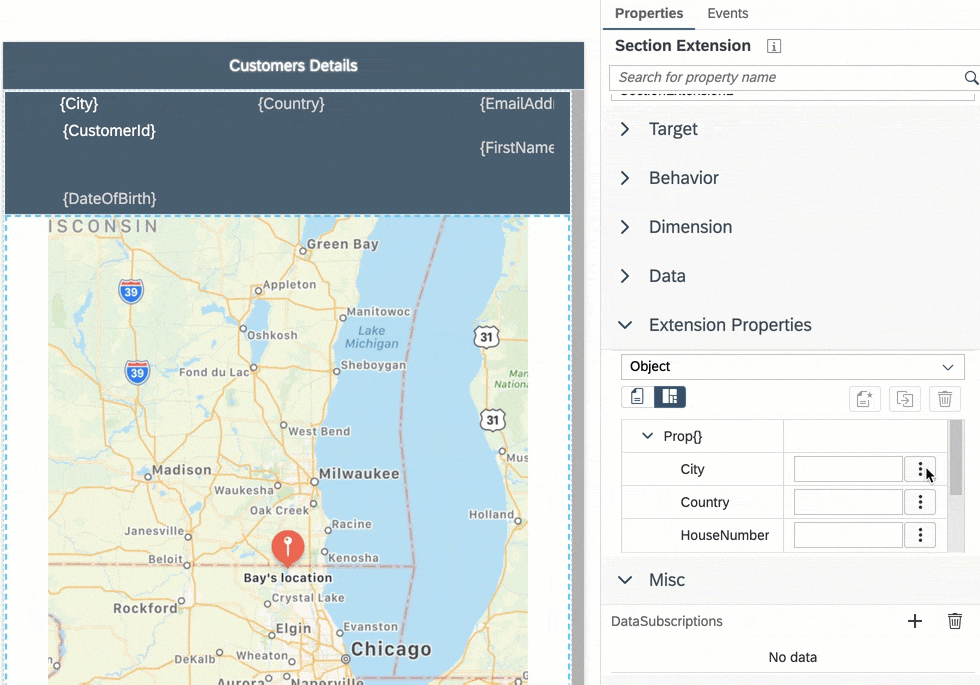 Customers Details
{City}
{Country}
{EmailAdd
{CustomerId}
{FirstName
{DateOfBirth}
ISCONSIN
Green Bay
39
Appleton
Manitowoc
Oshkosh
Lake
Michigan
31
Fond du Lac
39
Sheboygan
Man
Nationa
31
West Bend
Mus
Madison
Milwaukee
Waukesha
Oak Creek
Holland
Racine
Janesville
Kenosha
Beloit
Bay's location
Crystal Lake
Rockford
Elgin
Evanston
Chicago
Wheaton
DeKalb
Aurora
Naperville
Properties
Events
Section Extension
Search for property name
Target
Behavior
Dimension
Data
Extension Properties
Object
Prop{}
City
Country
HouseNumber
Misc
DataSubscriptions
No data